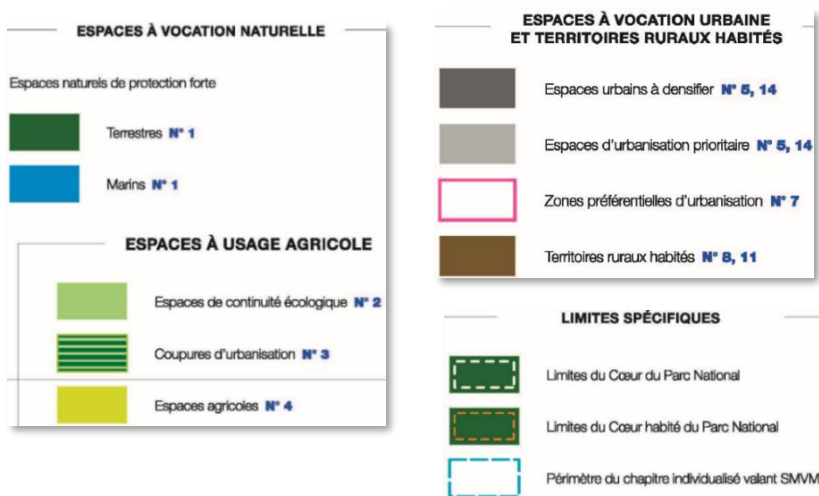 ESPACES À VOCATION NATURELLE
Espaces naturels de protection forte
Terrestres N° 1
Marins N° 1
ESPACES À USAGE AGRICOLE
Espaces de continuité écologique N° 2
Coupures d'urbanisation N° 3
Espaces agricoles N° 4
ESPACES À VOCATION URBAINE
ET TERRITOIRES RURAUX HABITÉS
Espaces urbains à densifier N° 5, 14
Espaces d'urbanisation prioritaire N° 5, 14
Zones préférentielles d'urbanisation N° 7
Territoires ruraux habités N° 8, 11
LIMITES SPÉCIFIQUES
Limites du Cœur du Parc National
Limites du Cœur habité du Parc National
Périmètre du chapitre individualisé valant SMVM